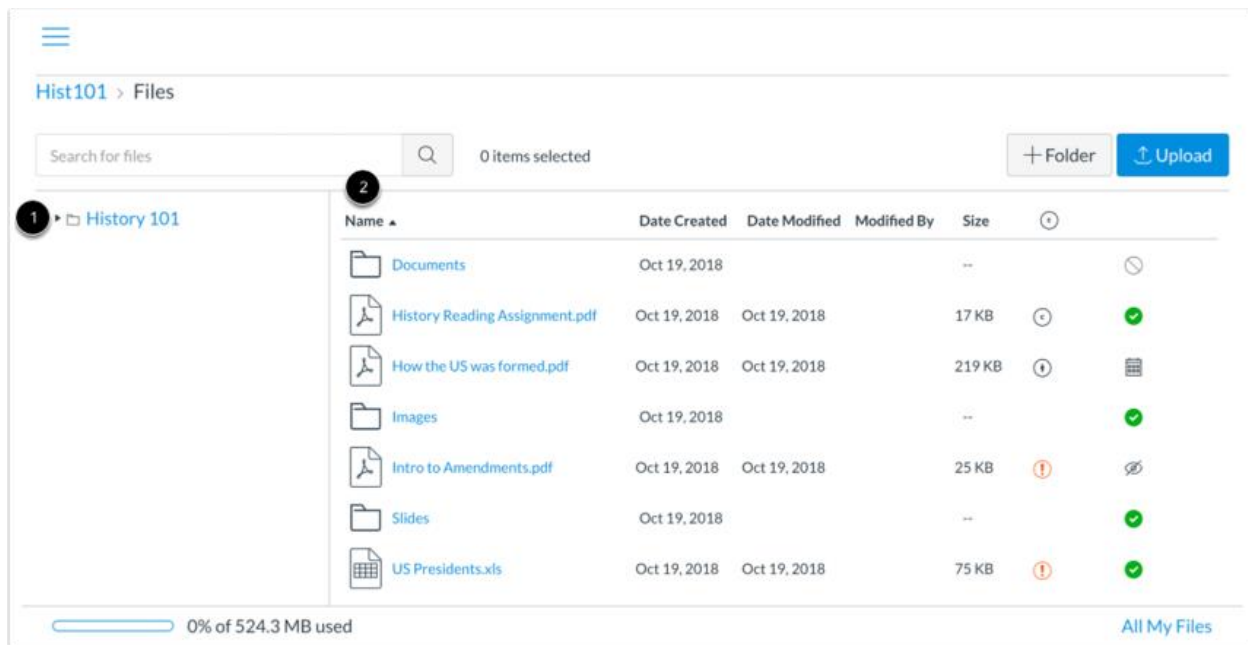 Hist101 › Files
Search for files 0 items selected +Folder Upload
2
1 History 101
Name Date Created Date Modified Modified By Size
Documents Oct 19, 2018 --
History Reading Assignment.pdf Oct 19, 2018 Oct 19, 2018 17 KB
How the US was formed.pdf Oct 19, 2018 Oct 19, 2018 219 KB
Images Oct 19, 2018 --
Intro to Amendments.pdf Oct 19, 2018 Oct 19, 2018 25 KB
Slides Oct 19, 2018 --
US Presidents.xls Oct 19, 2018 Oct 19, 2018 75 KB
0% of 524.3 MB used All My Files